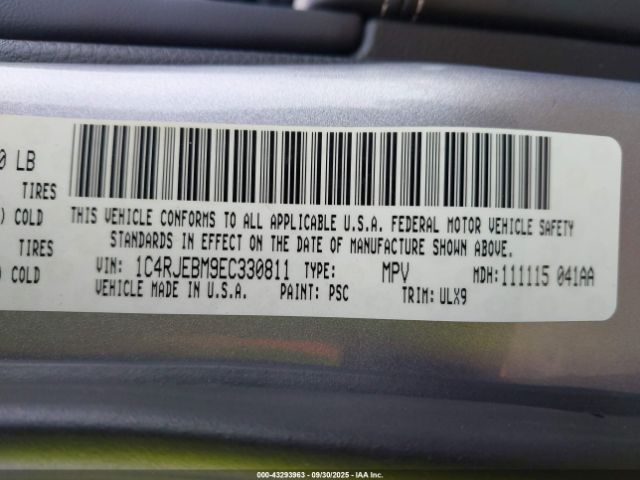 0 LB
TIRES
) COLD
TIRES
) COLD
THIS VEHICLE CONFORMS TO ALL APPLICABLE U.S.A. FEDERAL MOTOR VEHICLE SAFETY
STANDARDS IN EFFECT ON THE DATE OF MANUFACTURE SHOWN ABOVE.
VIN: 1C4RJEBM9EC330811 TYPE: MPV MDH:111115 041AA
VEHICLE MADE IN U.S.A. PAINT: PSC TRIM: ULX9
000-43293963 - 09/30/2025 - IAA Inc.